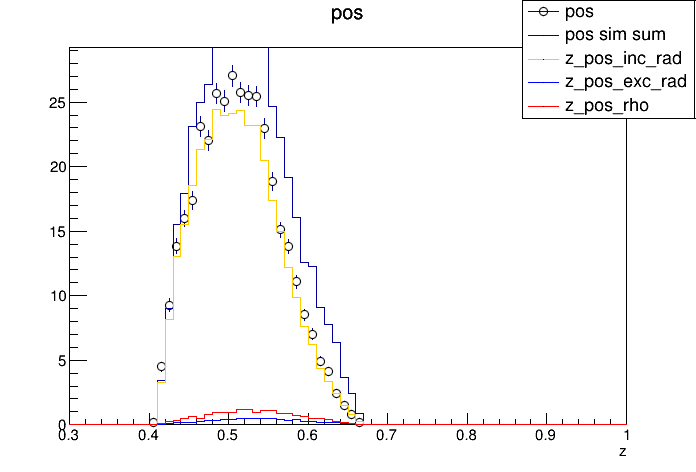 pos
pos
pos sim sum
z_pos_inc_rad
z_pos_exc_rad
z_pos_rho
25
20
15
10
5
0
0.3 0.4 0.5 0.6 0.7 0.8 0.9 1
z